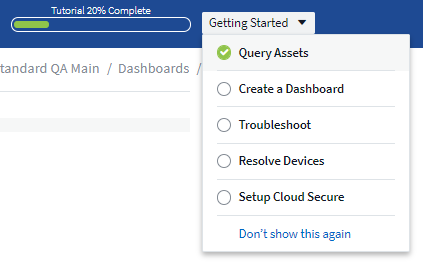 Tutorial 20% Complete
Getting Started
Query Assets
tandard QA Main / Dashboards /
Create a Dashboard
Troubleshoot
Resolve Devices
Setup Cloud Secure
Don't show this again